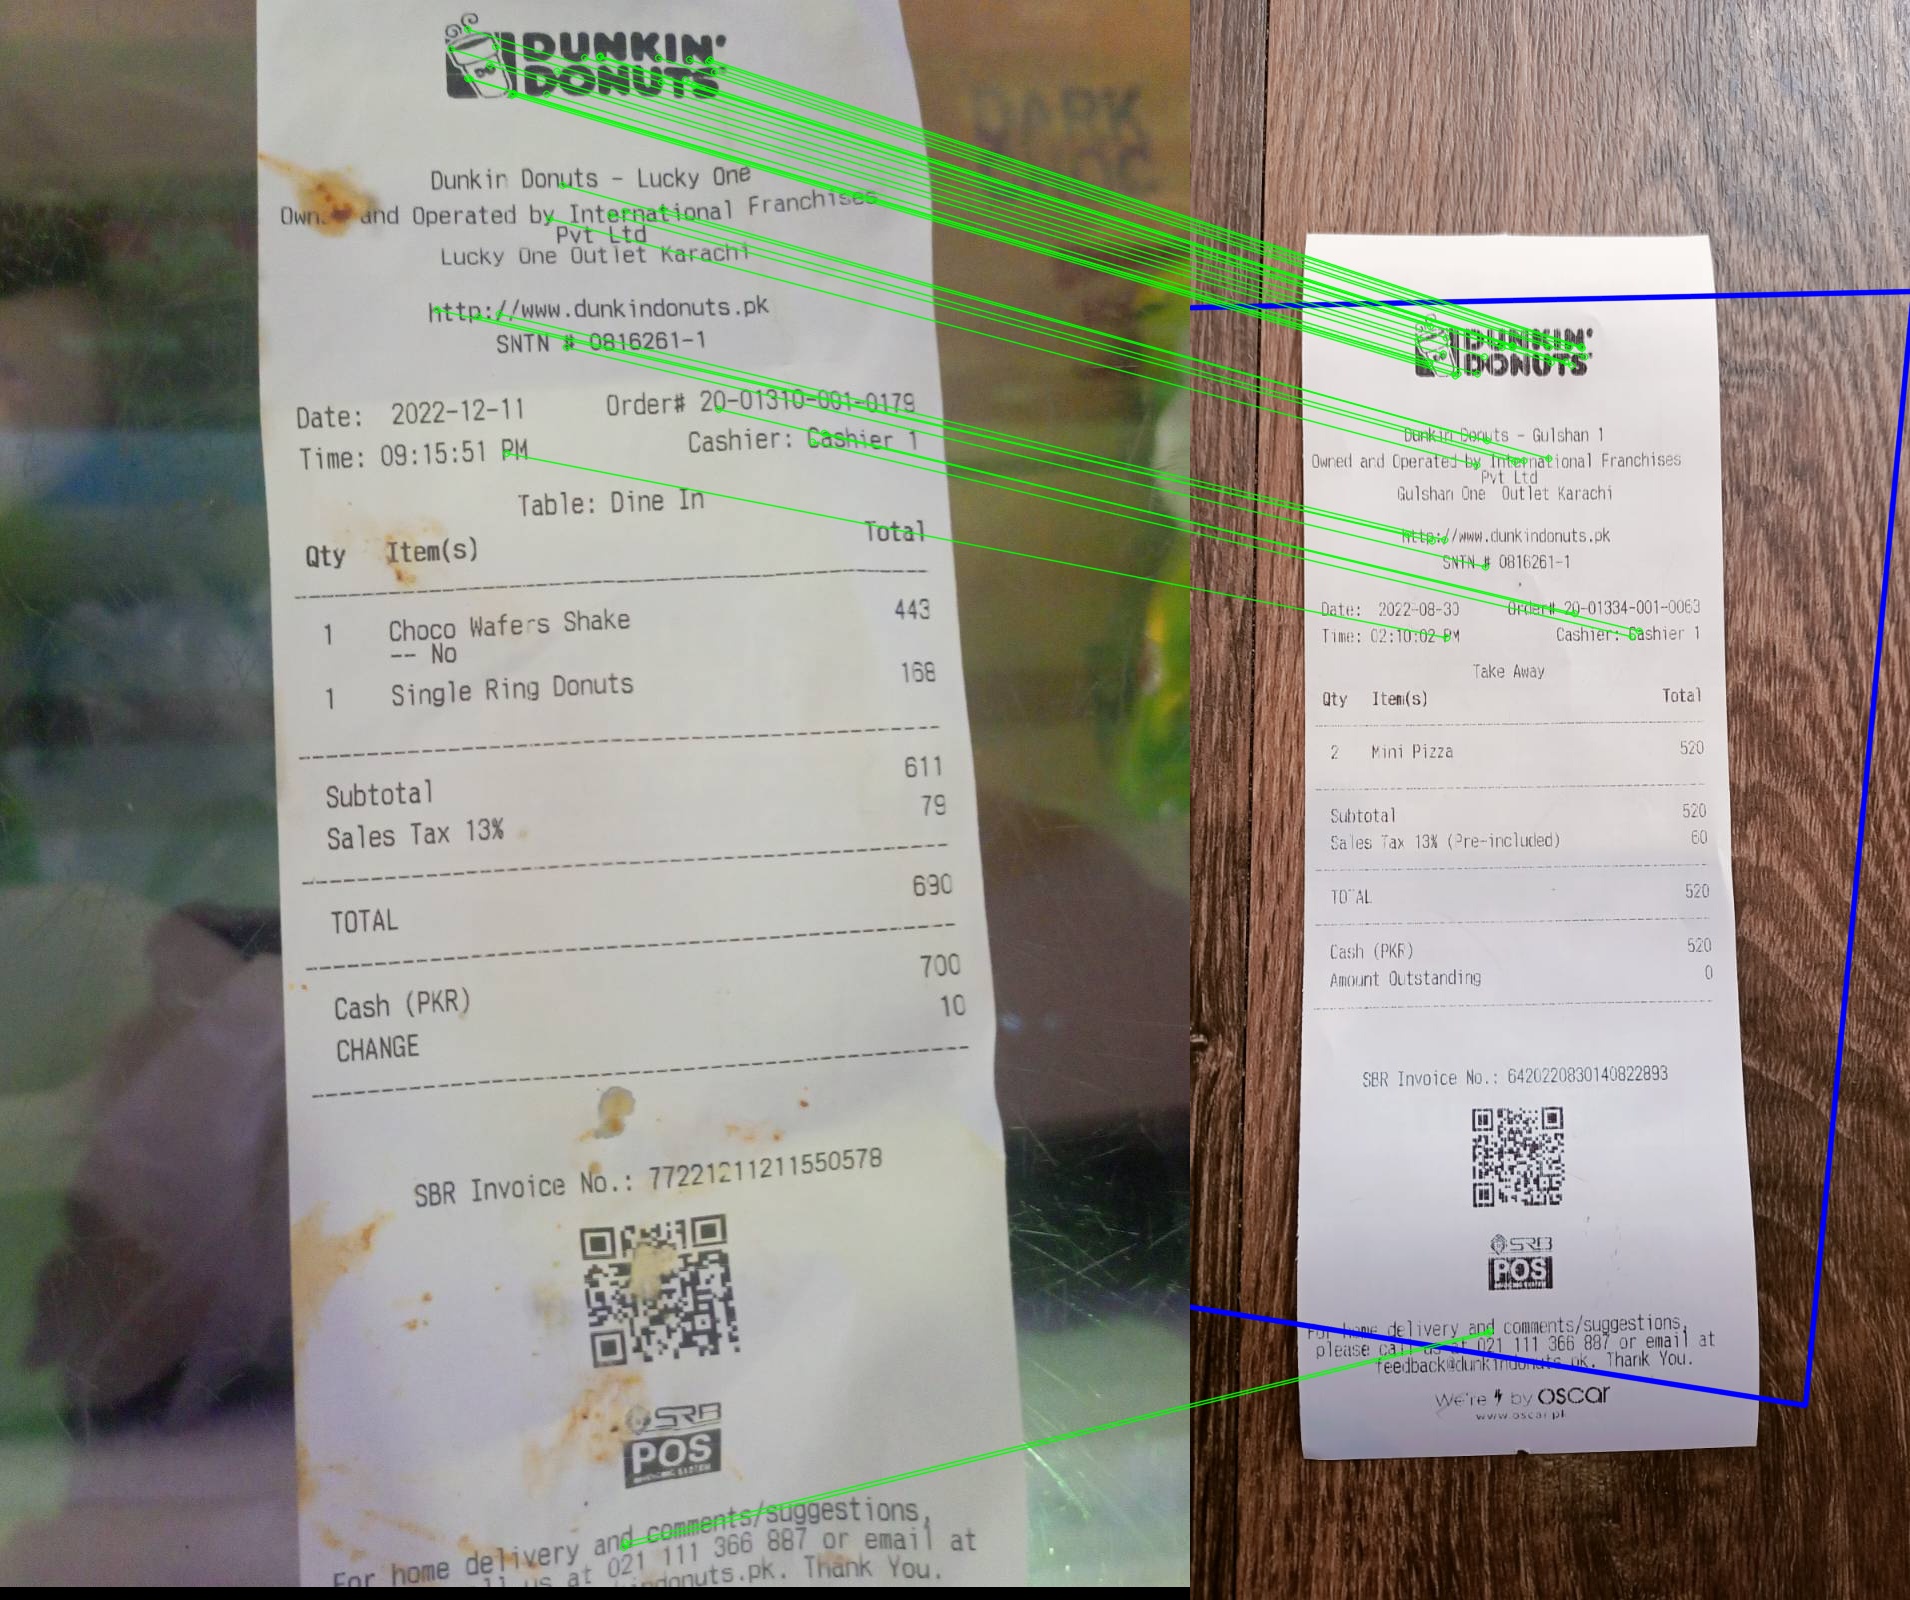 DUNKIN'
DONUTS
Dunkin Donuts - Lucky One
and Operated by International Franchises
Pvt Ltd
Lucky One Outlet Karachi
http://www.dunkindonuts.pk
SNTN # 0816261-1
Date: 2022-12-11 Order# 20-01310-001-0179
Time: 09:15:51 PM Cashier: Cashier 1
Table: Dine In
Qty Item(s) Total
1 Choco Wafers Shake 443
-- No
1 Single Ring Donuts 168
Subtotal 611
Sales Tax 13% 79
TOTAL 690
Cash (PKR) 700
CHANGE 10
SBR Invoice No.: 77221211211550578
SRB
POS
For home delivery and comments/suggestions,
us at 021 111 366 887 or email at
Thank You.
DARK
DUNKIN'
DONUTS
Dunkin Donuts - Gulshan 1
Owned and Operated by International Franchises
Pvt Ltd
Gulshan One Outlet Karachi
http://www.dunkindonuts.pk
SNTN # 0816261-1
Date: 2022-08-30 Order# 20-01334-001-0063
Time: 02:10:02 PM Cashier: Cashier 1
Take Away
Qty Item(s) Total
2 Mini Pizza 520
Subtotal 520
Sales Tax 13% (Pre-included) 60
TOTAL 520
Cash (PKR) 520
Amount Outstanding 0
SBR Invoice No.: 6420220830140822893
SRB
POS
For home delivery and comments/suggestions,
please call us at 021 111 366 887 or email at
feedback@dunkindonuts.pk. Thank You.
We're by OSCAR
www.oscar.pk